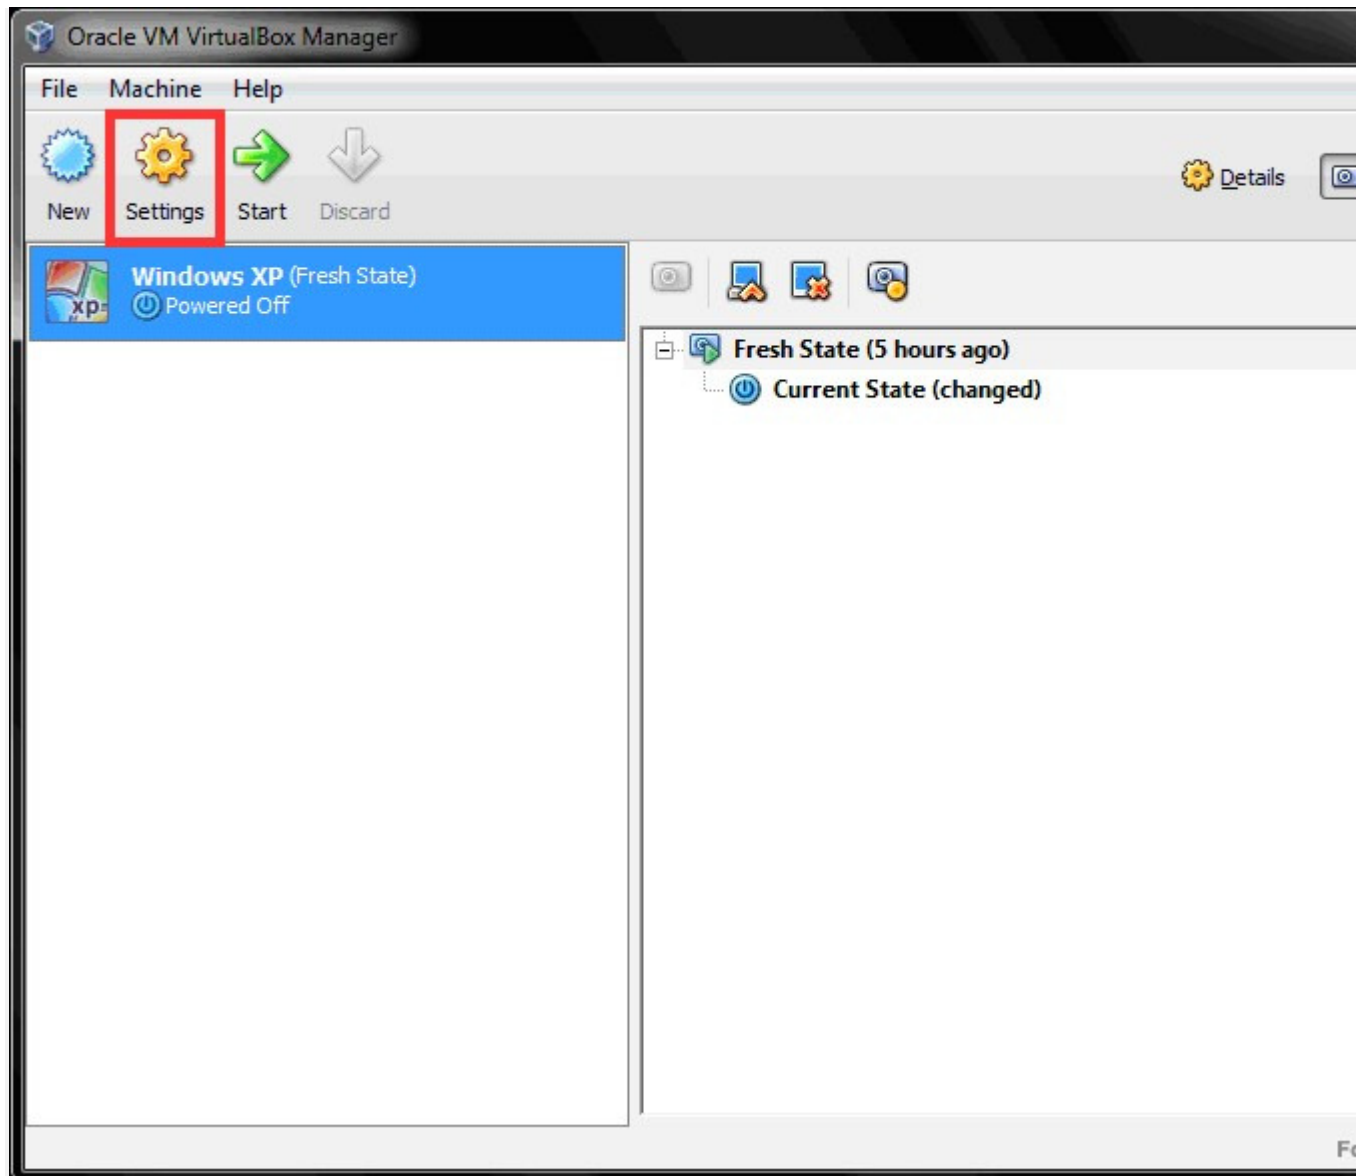 Oracle VM VirtualBox Manager
File Machine Help
New Settings Start Discard
Details
Windows XP (Fresh State)
Powered Off
xp
Fresh State (5 hours ago)
Current State (changed)